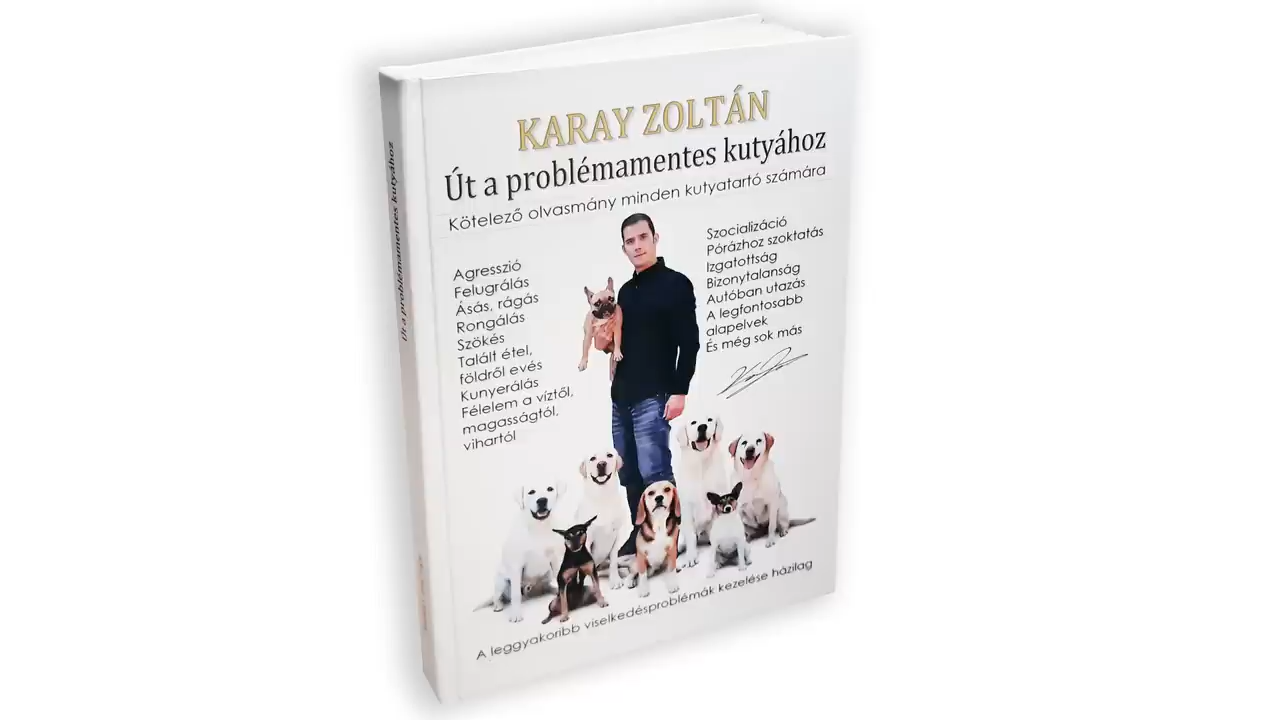 KARAY ZOLTÁN
Út a problémamentes kutyához
Kötelező olvasmány minden kutyatartó számára
Agresszió
Felugrálás
Ásás, rágás
Rongálás
Szökés
Talált étel,
földről evés
Kunyerálás
Félelem a víztől,
magasságtól,
vihartól
Szocializáció
Pórázhoz szoktatás
Izgatottság
Bizonytalanság
Autóban utazás
A legfontosabb
alapelvek
És még sok más
A leggyakoribb viselkedésproblémák kezelése házilag
Út a problémamentes kutyához